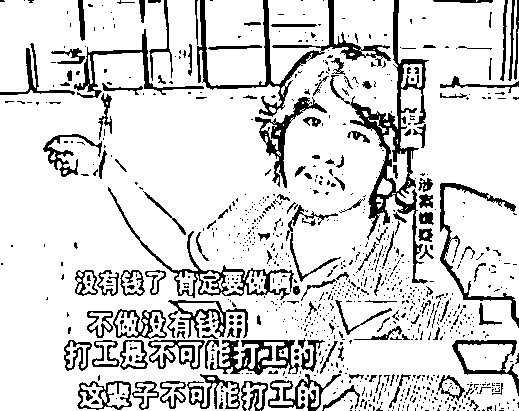 周某
涉案嫌疑人
没有钱了 肯定要做啊。
不做没有钱用
打工是不可能打工的
这辈子不可能打工的
灰产圈